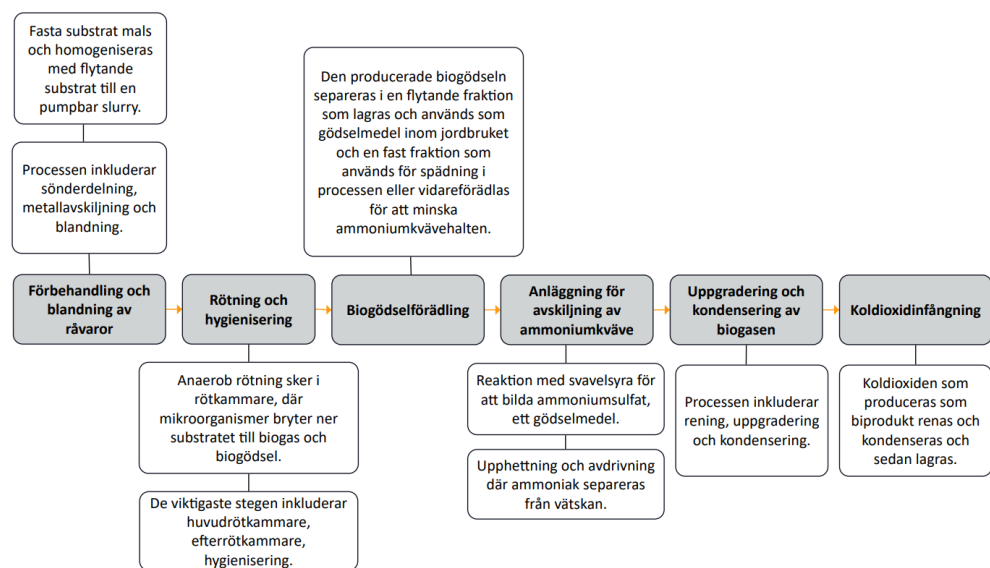 Fasta substrat mals
och homogeniseras
med flytande
substrat till en
pumpbar slurry.
Processen inkluderar
sönderdelning,
metallavskiljning och
blandning.
Den producerade biogödseln
separeras i en flytande fraktion
som lagras och används som
gödselmedel inom jordbruket
och en fast fraktion som
används för spädning i
processen eller vidareförädlas
för att minska
ammoniumkvävehalten.
Förbehandling och
blandning av
råvaror
Rötning och
hygienisering
Biogödselförädling
Anläggning för
avskiljning av
ammoniumkväve
Uppgradering och
kondensering av
biogasen
Koldioxidinfångning
Anaerob rötning sker i
rötkammare, där
mikroorganismer bryter ner
substratet till biogas och
biogödsel.
De viktigaste stegen inkluderar
huvudrötkammare,
efterrötkammare,
hygienisering.
Reaktion med svavelsyra för
att bilda ammoniumsulfat,
ett gödselmedel.
Upphettning och avdrivning
där ammoniak separeras
från vätskan.
Processen inkluderar
rening, uppgradering
och kondensering.
Koldioxiden som
produceras som
biprodukt renas och
kondenseras och
sedan lagras.